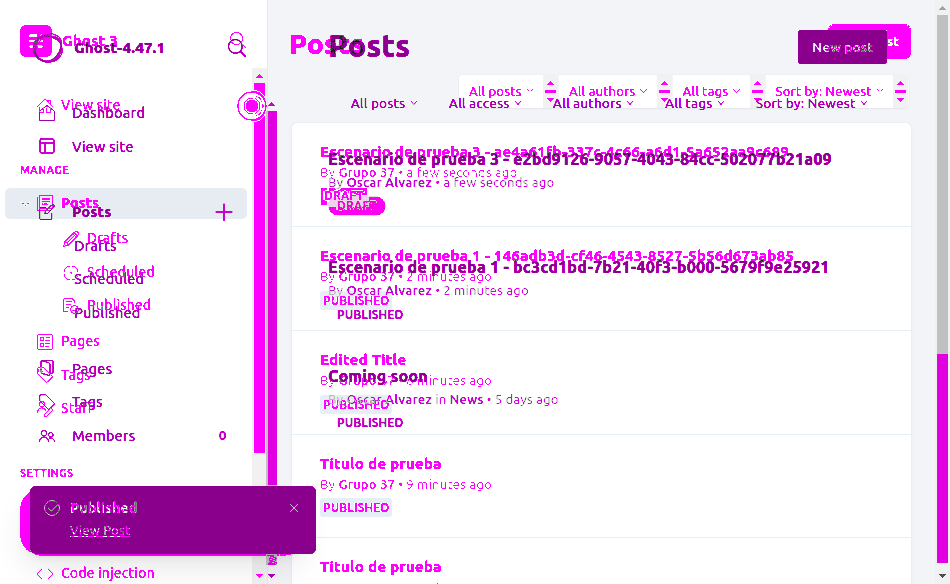 Ghost 3
Ghost-4.47.1
Posts
Posts
New post
View site
Dashboard
View site
MANAGE
Posts
Posts
Drafts
Drafts
Scheduled
Scheduled
Published
Published
Pages
Pages
Tags
Tags
Staff
Members 0
SETTINGS
Published
View Post
Code injection
All posts All authors All tags Sort by: Newest
All posts All access All authors All tags Sort by: Newest
Escenario de prueba 3 - ae4a61fb-337c-4c66-a6d1-5a652aa9c689
Escenario de prueba 3 - e2bd9126-9057-4043-84cc-502077b21a09
By Grupo 37 • a few seconds ago
By Oscar Alvarez • a few seconds ago
DRAFT
DRAFT
Escenario de prueba 1 - 146adb3d-cf46-4543-8527-5b56d673ab85
Escenario de prueba 1 - bc3cd1bd-7b21-40f3-b000-5679f9e25921
By Grupo 37 • 2 minutes ago
By Oscar Alvarez • 2 minutes ago
PUBLISHED
PUBLISHED
Edited Title
Coming soon
By Grupo 37 minutes ago
By Oscar Alvarez in News • 5 days ago
PUBLISHED
PUBLISHED
Título de prueba
By Grupo 37 • 9 minutes ago
PUBLISHED
Título de prueba